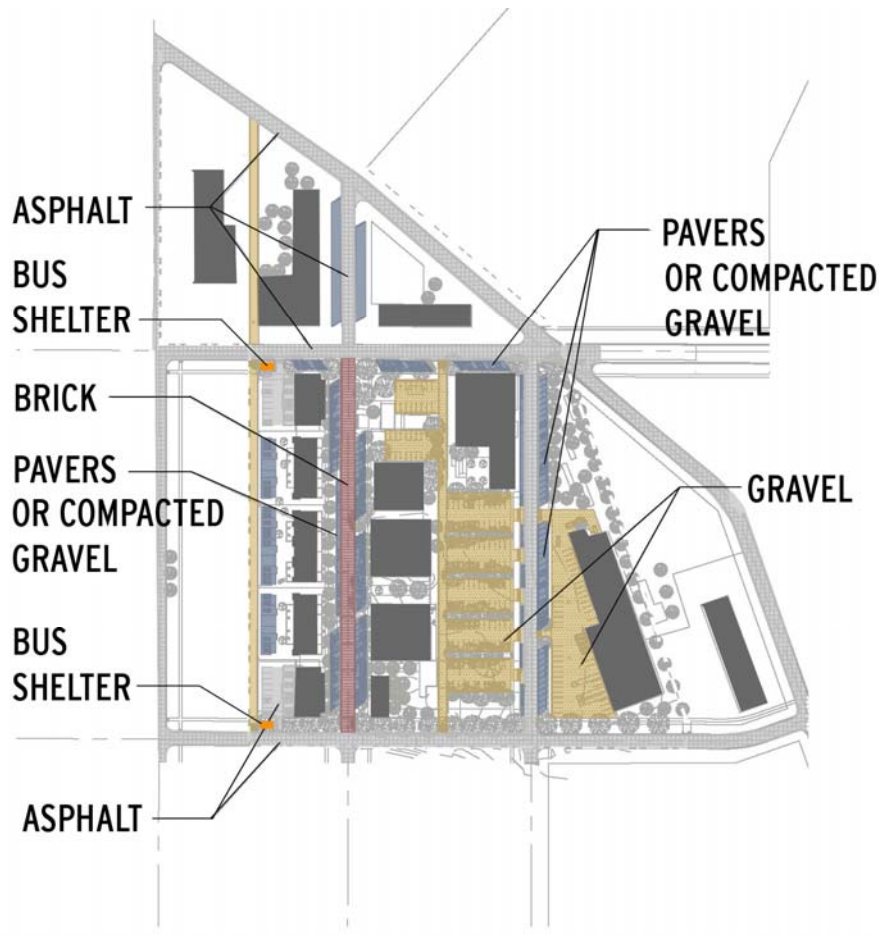 ASPHALT
BUS
SHELTER
BRICK
PAVERS
OR COMPACTED
GRAVEL
BUS
SHELTER
ASPHALT
PAVERS
OR COMPACTED
GRAVEL
GRAVEL